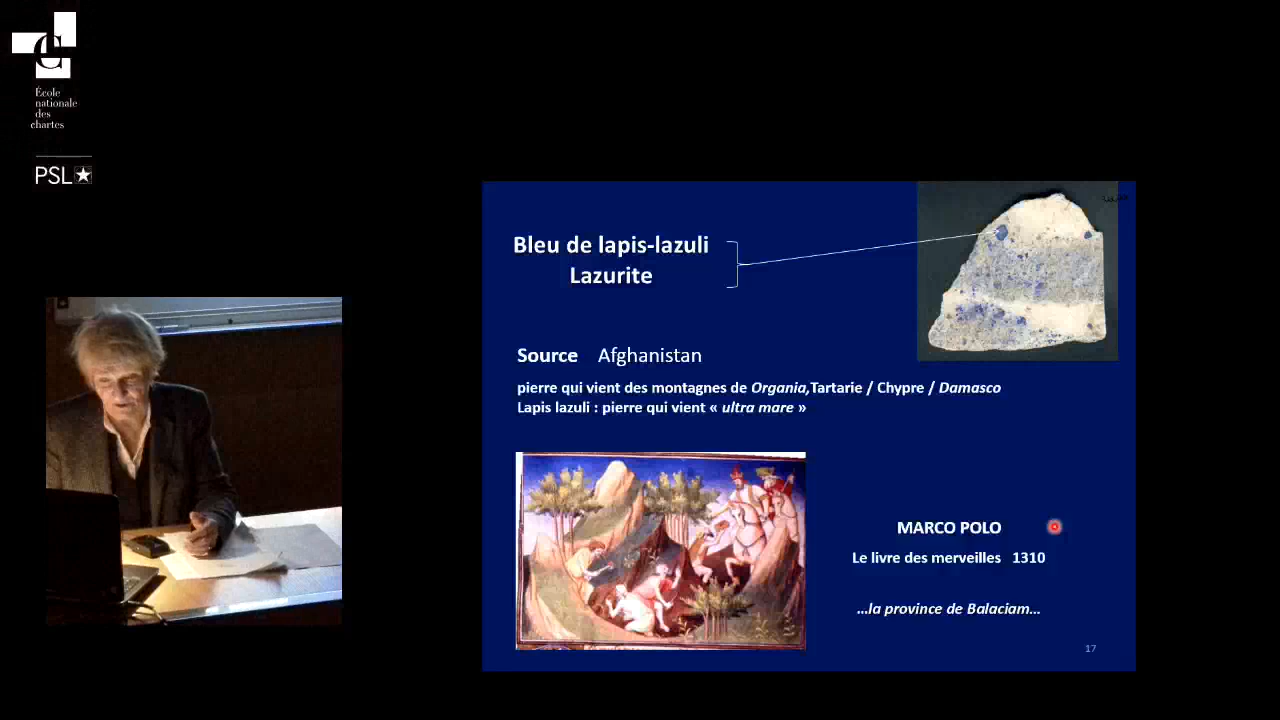 École
nationale
des
chartes
PSL
Bleu de lapis-lazuli
Lazurite
Source Afghanistan
pierre qui vient des montagnes de Organia,Tartarie / Chypre / Damasco
Lapis lazuli : pierre qui vient « ultra mare »
MARCO POLO
Le livre des merveilles 1310
...la province de Balaciam...
17